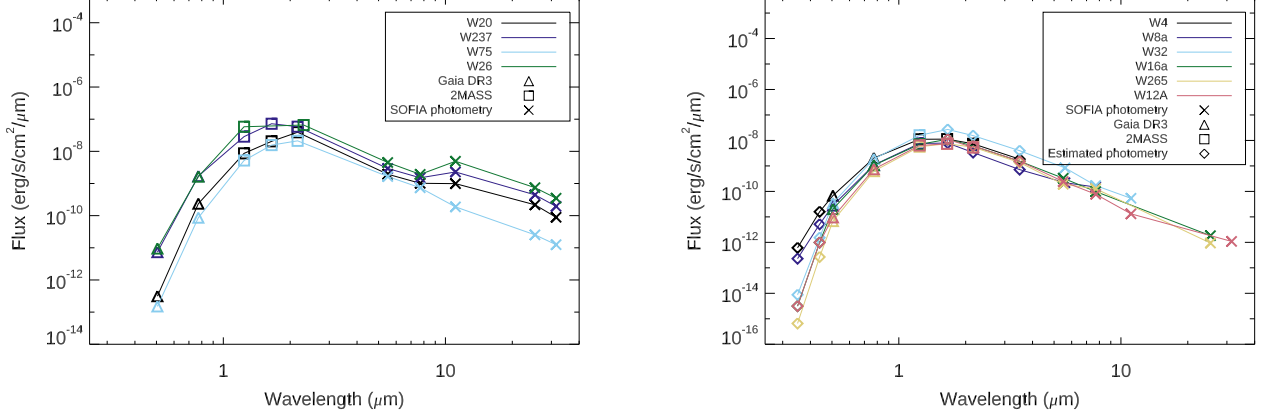 W20
W237
W75
W26
Gaia DR3
2MASS
SOFIA photometry
10^-4
10^-6
10^-8
10^-10
10^-12
10^-14
Flux (erg/s/cm^2/μm)
1
10
Wavelength (μm)
W4
W8a
W32
W16a
W265
W12A
SOFIA photometry
Gaia DR3
2MASS
Estimated photometry
10^-4
10^-6
10^-8
10^-10
10^-12
10^-14
10^-16
Flux (erg/s/cm^2/μm)
1
10
Wavelength (μm)